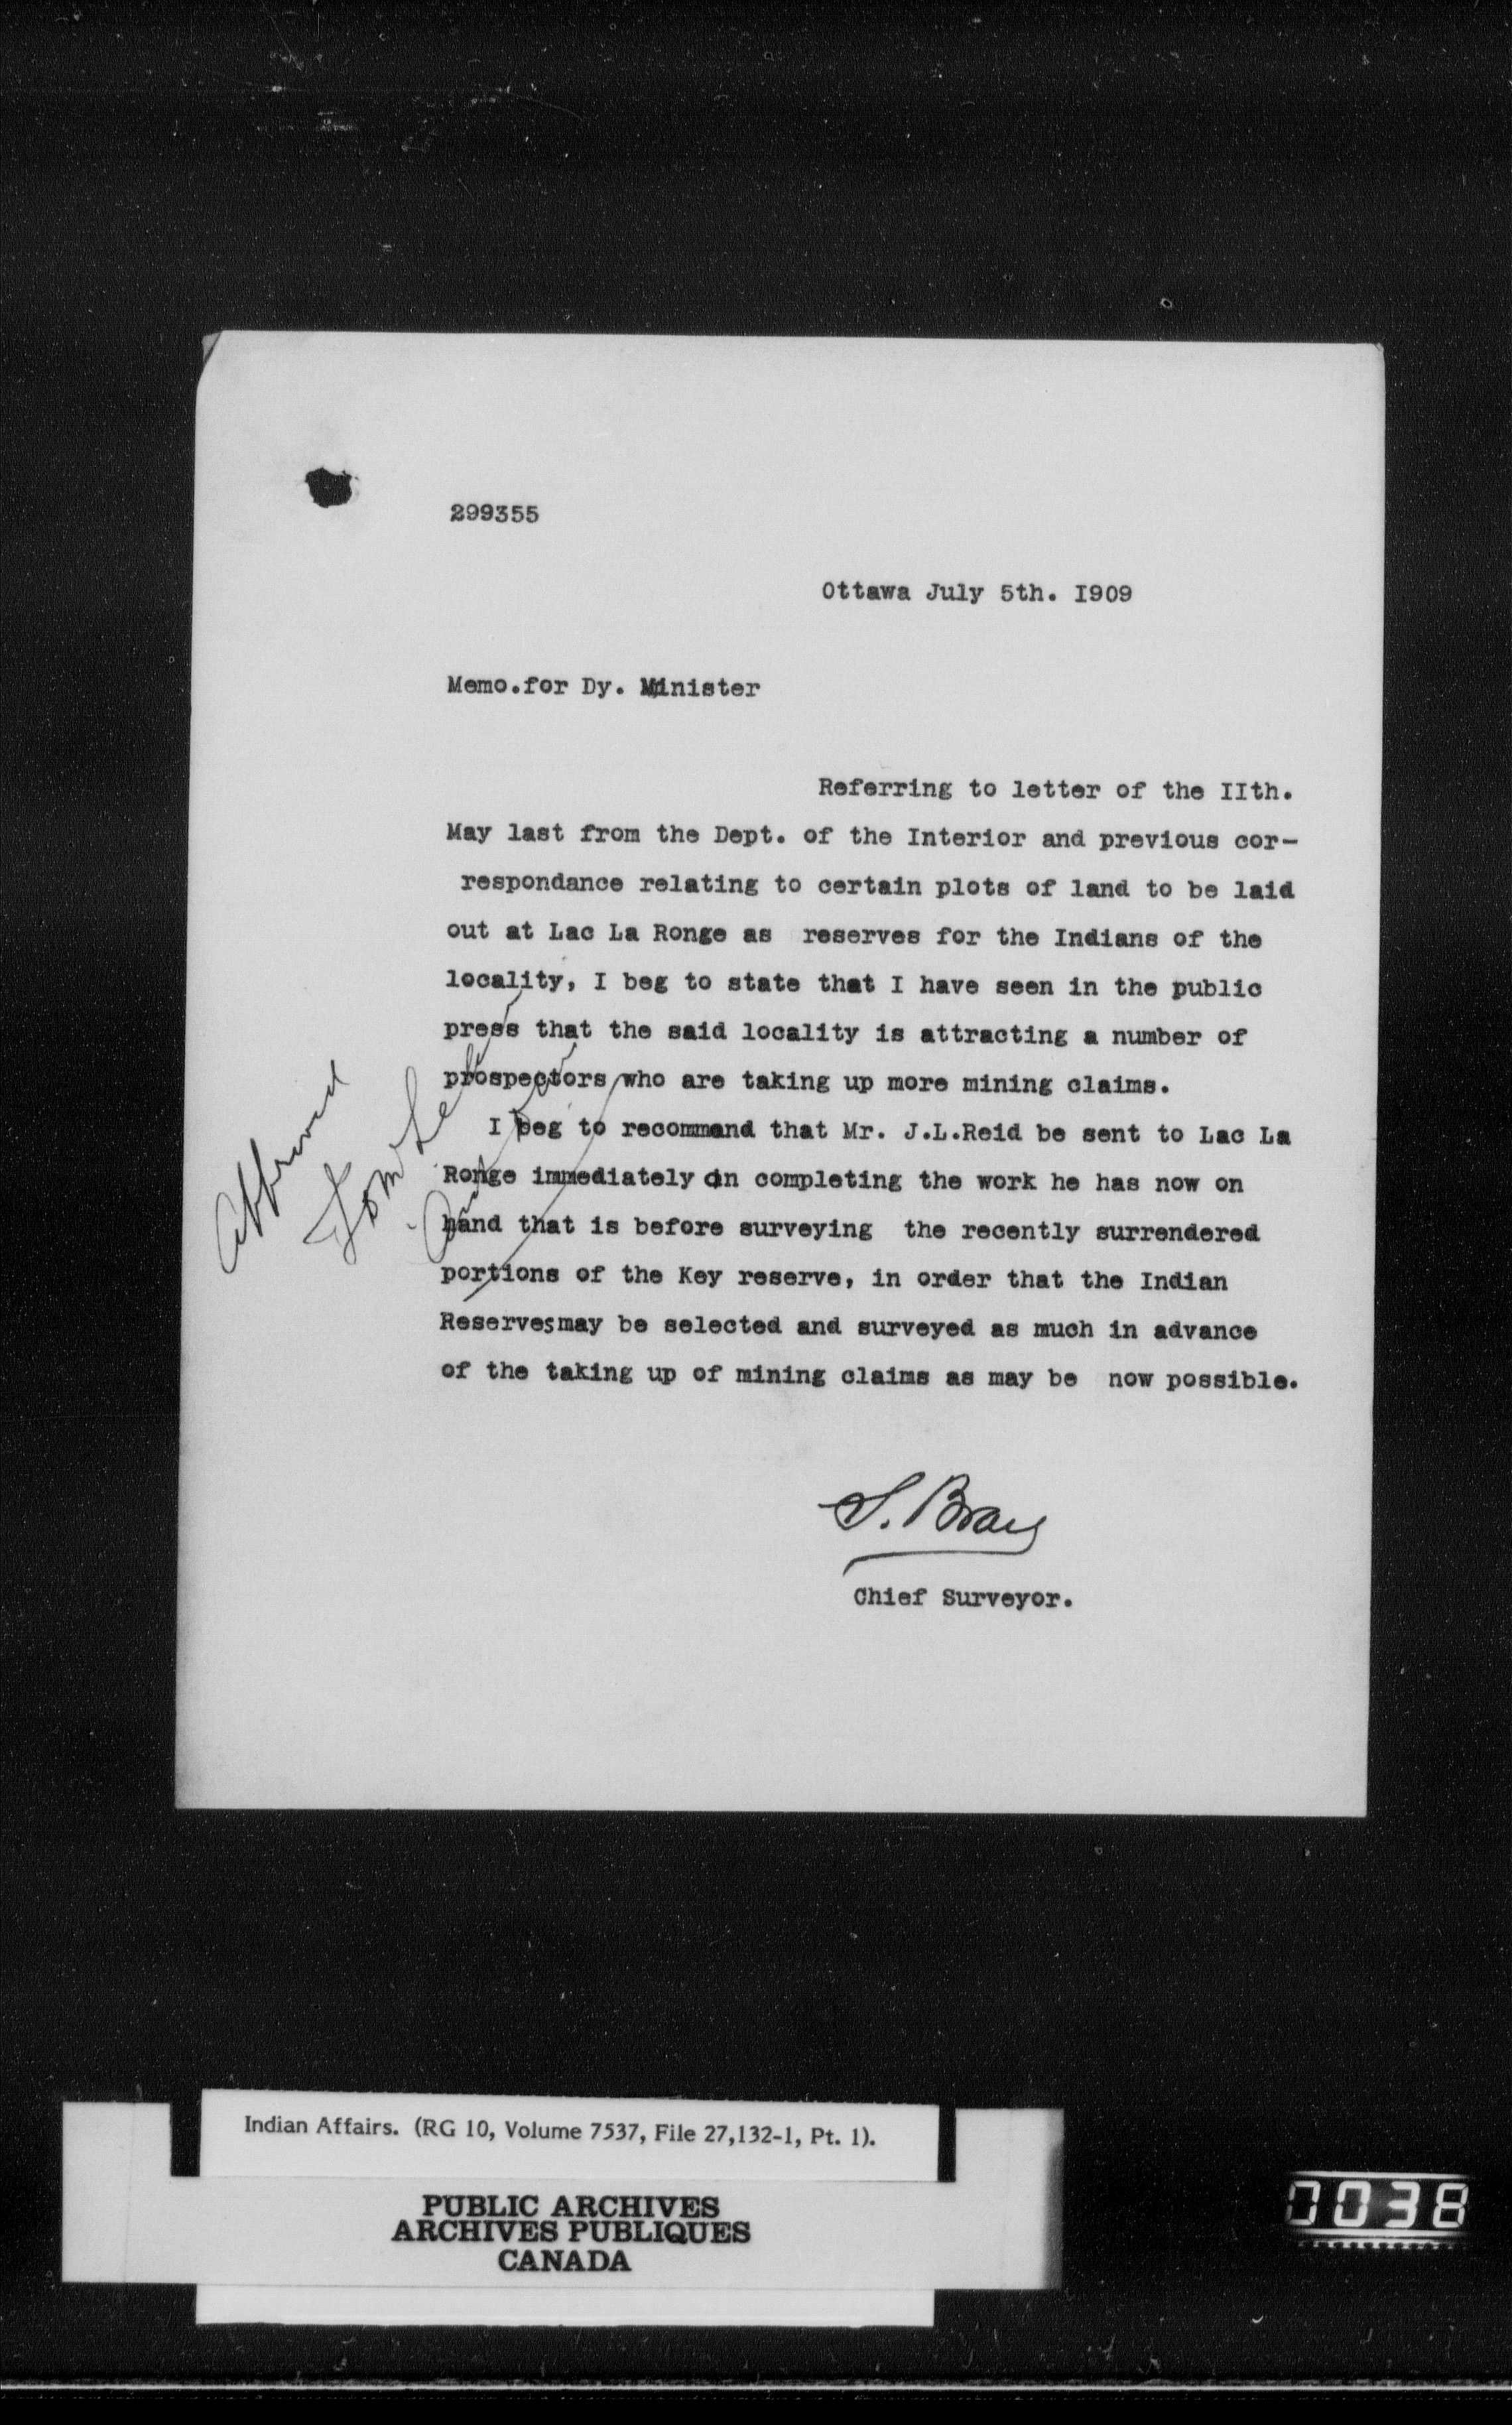 299355
Ottawa July 5th. I909
Memo.for Dy. Minister
Referring to letter of the IIth.
May last from the Dept. of the Interior and previous cor-
respondance relating to certain plots of land to be laid
out at Lac La Ronge as reserves for the Indians of the
locality, I beg to state that I have seen in the public
press that the said locality is attracting a number of
prospectors who are taking up more mining claims.
I beg to recommend that Mr. J.L.Reid be sent to Lac La
Ronge immediately on completing the work he has now on
hand that is before surveying the recently surrendered
portions of the Key reserve, in order that the Indian
Reserves may be selected and surveyed as much in advance
of the taking up of mining claims as may be now possible.
Approved
S. Bray
Chief Surveyor.
Indian Affairs. (RG 10, Volume 7537, File 27,132-1, Pt. 1).
PUBLIC ARCHIVES
ARCHIVES PUBLIQUES
CANADA
0038